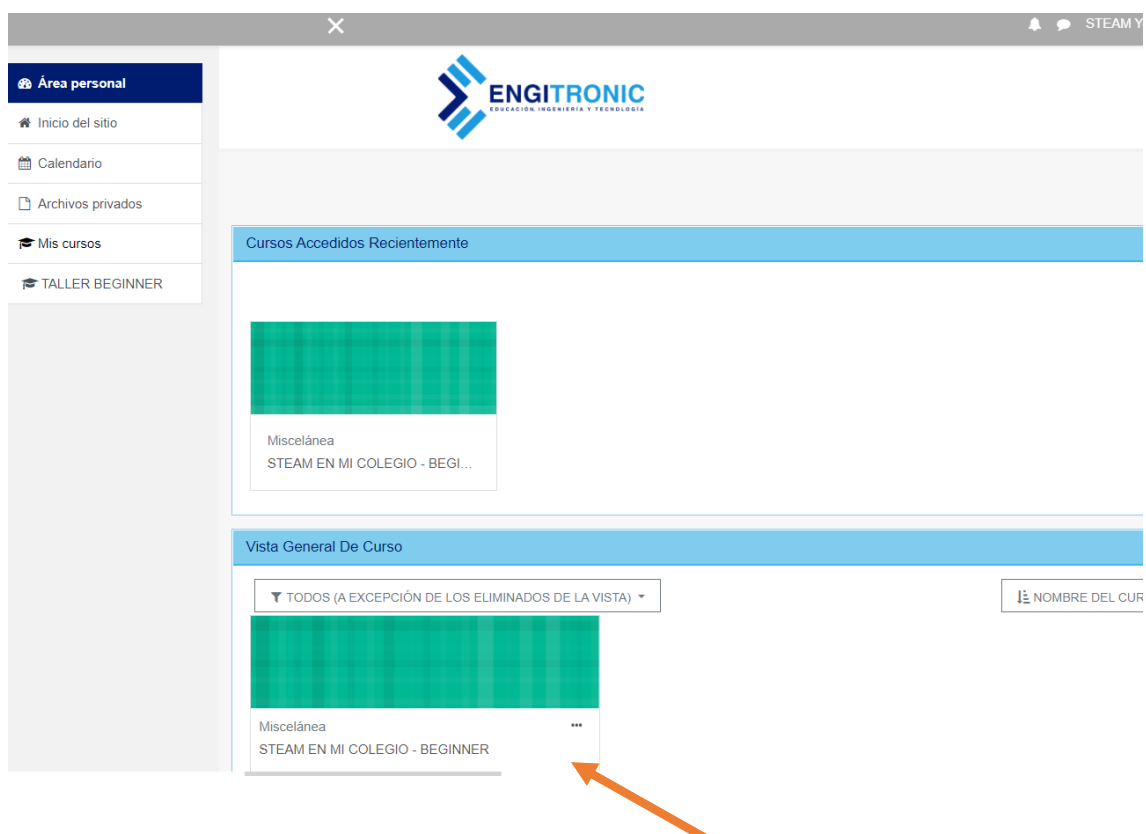 STEAM Y
Área personal
Inicio del sitio
Calendario
Archivos privados
Mis cursos
TALLER BEGINNER
ENGITRONIC
EDUCACIÓN, INGENIERÍA Y TECNOLOGÍA
Cursos Accedidos Recientemente
Miscelánea
STEAM EN MI COLEGIO - BEGI...
Vista General De Curso
TODOS (A EXCEPCIÓN DE LOS ELIMINADOS DE LA VISTA)
NOMBRE DEL CUR
Miscelánea
STEAM EN MI COLEGIO - BEGINNER